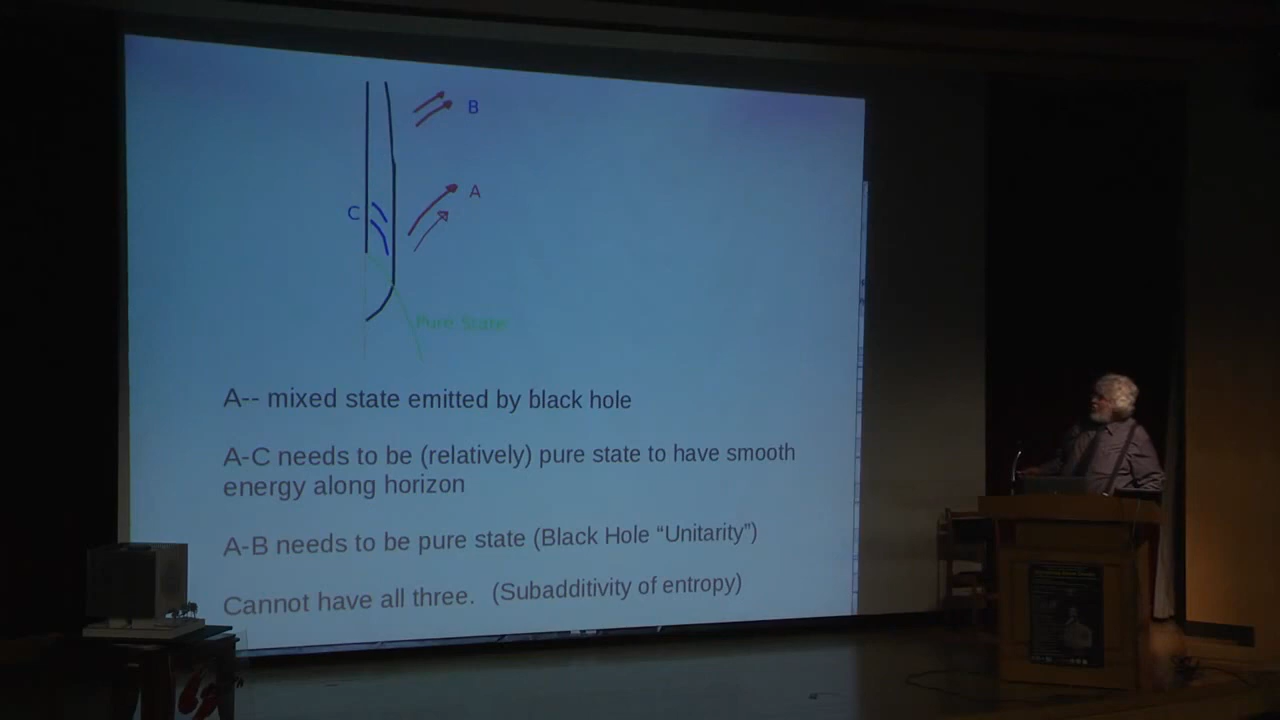 B
A
C
Pure State
A-- mixed state emitted by black hole
A-C needs to be (relatively) pure state to have smooth
energy along horizon
A-B needs to be pure state (Black Hole “Unitarity”)
Cannot have all three. (Subadditivity of entropy)